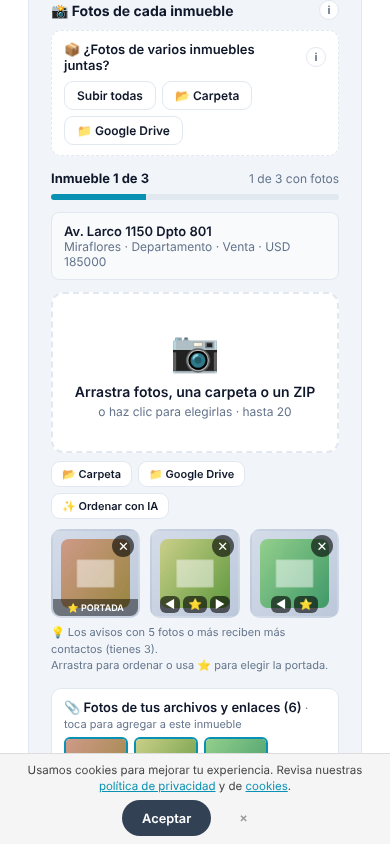 📸 Fotos de cada inmueble
i
📦 ¿Fotos de varios inmuebles
juntas?
i
Subir todas
📂 Carpeta
📁 Google Drive
Inmueble 1 de 3
1 de 3 con fotos
Av. Larco 1150 Dpto 801
Miraflores · Departamento · Venta · USD
185000
Arrastra fotos, una carpeta o un ZIP
o haz clic para elegirlas · hasta 20
📂 Carpeta
📁 Google Drive
✨ Ordenar con IA
✕
✕
✕
⭐ PORTADA
◀ ⭐ ▶
◀ ⭐
💡 Los avisos con 5 fotos o más reciben más
contactos (tienes 3).
Arrastra para ordenar o usa ⭐ para elegir la portada.
📎 Fotos de tus archivos y enlaces (6) ·
toca para agregar a este inmueble
Usamos cookies para mejorar tu experiencia. Revisa nuestras
política de privacidad y de cookies.
Aceptar
×